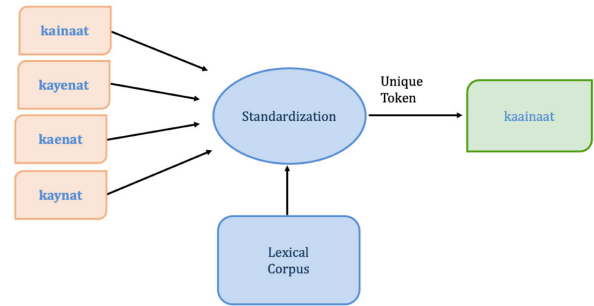 kainaat
kayenat
kaenat
kaynat
Standardization
Unique
Token
kaainaat
Lexical
Corpus